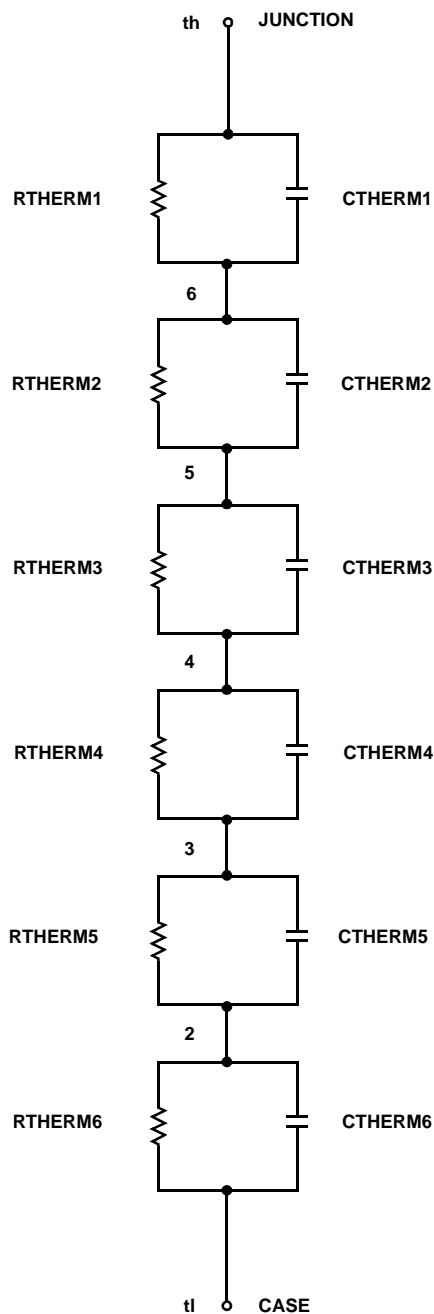 th JUNCTION
RTHERM1 CTHERM1
6
RTHERM2 CTHERM2
5
RTHERM3 CTHERM3
4
RTHERM4 CTHERM4
3
RTHERM5 CTHERM5
2
RTHERM6 CTHERM6
tl CASE